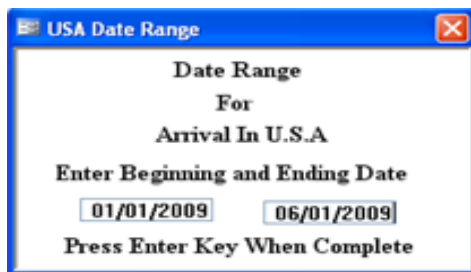 USA Date Range
Date Range
For
Arrival In U.S.A
Enter Beginning and Ending Date
01/01/2009 06/01/2009
Press Enter Key When Complete